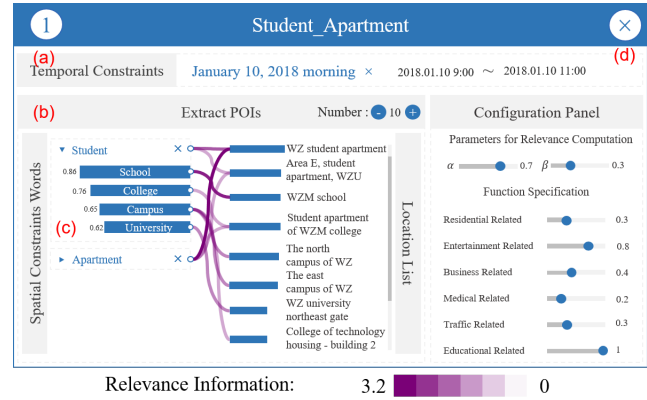 1
Student_Apartment
×
(a)
(d)
Temporal Constraints
January 10, 2018 morning ×
2018.01.10 9:00 ~ 2018.01.10 11:00
(b)
Extract POIs
Number : - 10 +
Spatial Constraints Words
Student ×
0.86 School
0.76 College
0.65 Campus
0.62 University
(c)
Apartment ×
WZ student apartment
Area E, student
apartment, WZU
WZM school
Student apartment
of WZM college
The north
campus of WZ
The east
campus of WZ
WZ university
northeast gate
College of technology
housing - building 2
Location List
Configuration Panel
Parameters for Relevance Computation
α 0.7 β 0.3
Function Specification
Residential Related 0.3
Entertainment Related 0.8
Business Related 0.4
Medical Related 0.2
Traffic Related 0.3
Educational Related 1
Relevance Information: 3.2 0